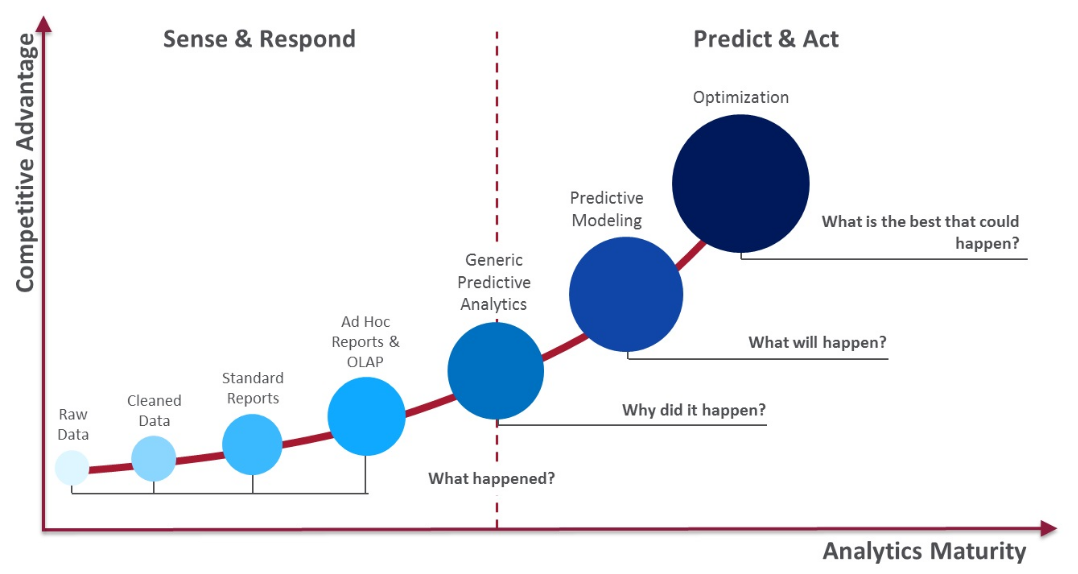 Sense & Respond
Predict & Act
Competitive Advantage
Optimization
Predictive
Modeling
What is the best that could
happen?
Generic
Predictive
Analytics
Ad Hoc
Reports &
OLAP
What will happen?
Standard
Reports
Cleaned
Data
Raw
Data
Why did it happen?
What happened?
Analytics Maturity